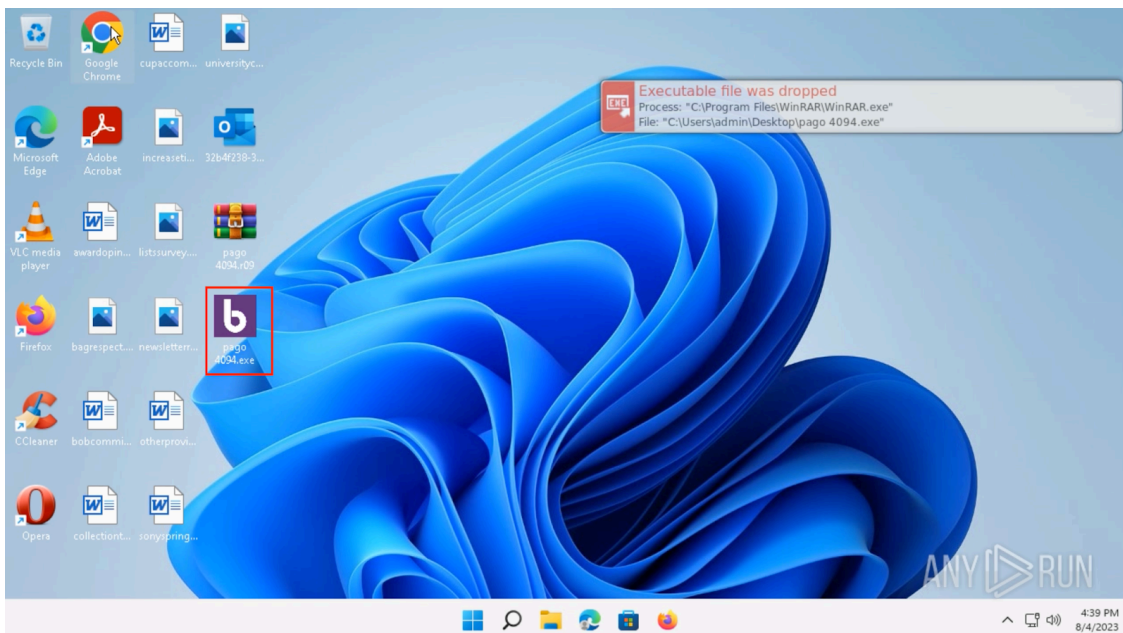 Recycle Bin
Google
Chrome
cupaccom...
universityc...
Executable file was dropped
Process: "C:\Program Files\WinRAR\WinRAR.exe"
File: "C:\Users\admin\Desktop\pago 4094.exe"
Microsoft
Edge
Adobe
Acrobat
increaseti...
32b4f238-3...
VLC media
player
awardopin...
listssurvey....
pago
4094.r09
Firefox
bagrespect....
newsletterr...
pago
4094.exe
CCleaner
bobcommi...
otherprovi...
Opera
collectiont...
sonyspring...
ANY RUN
4:39 PM
8/4/2023